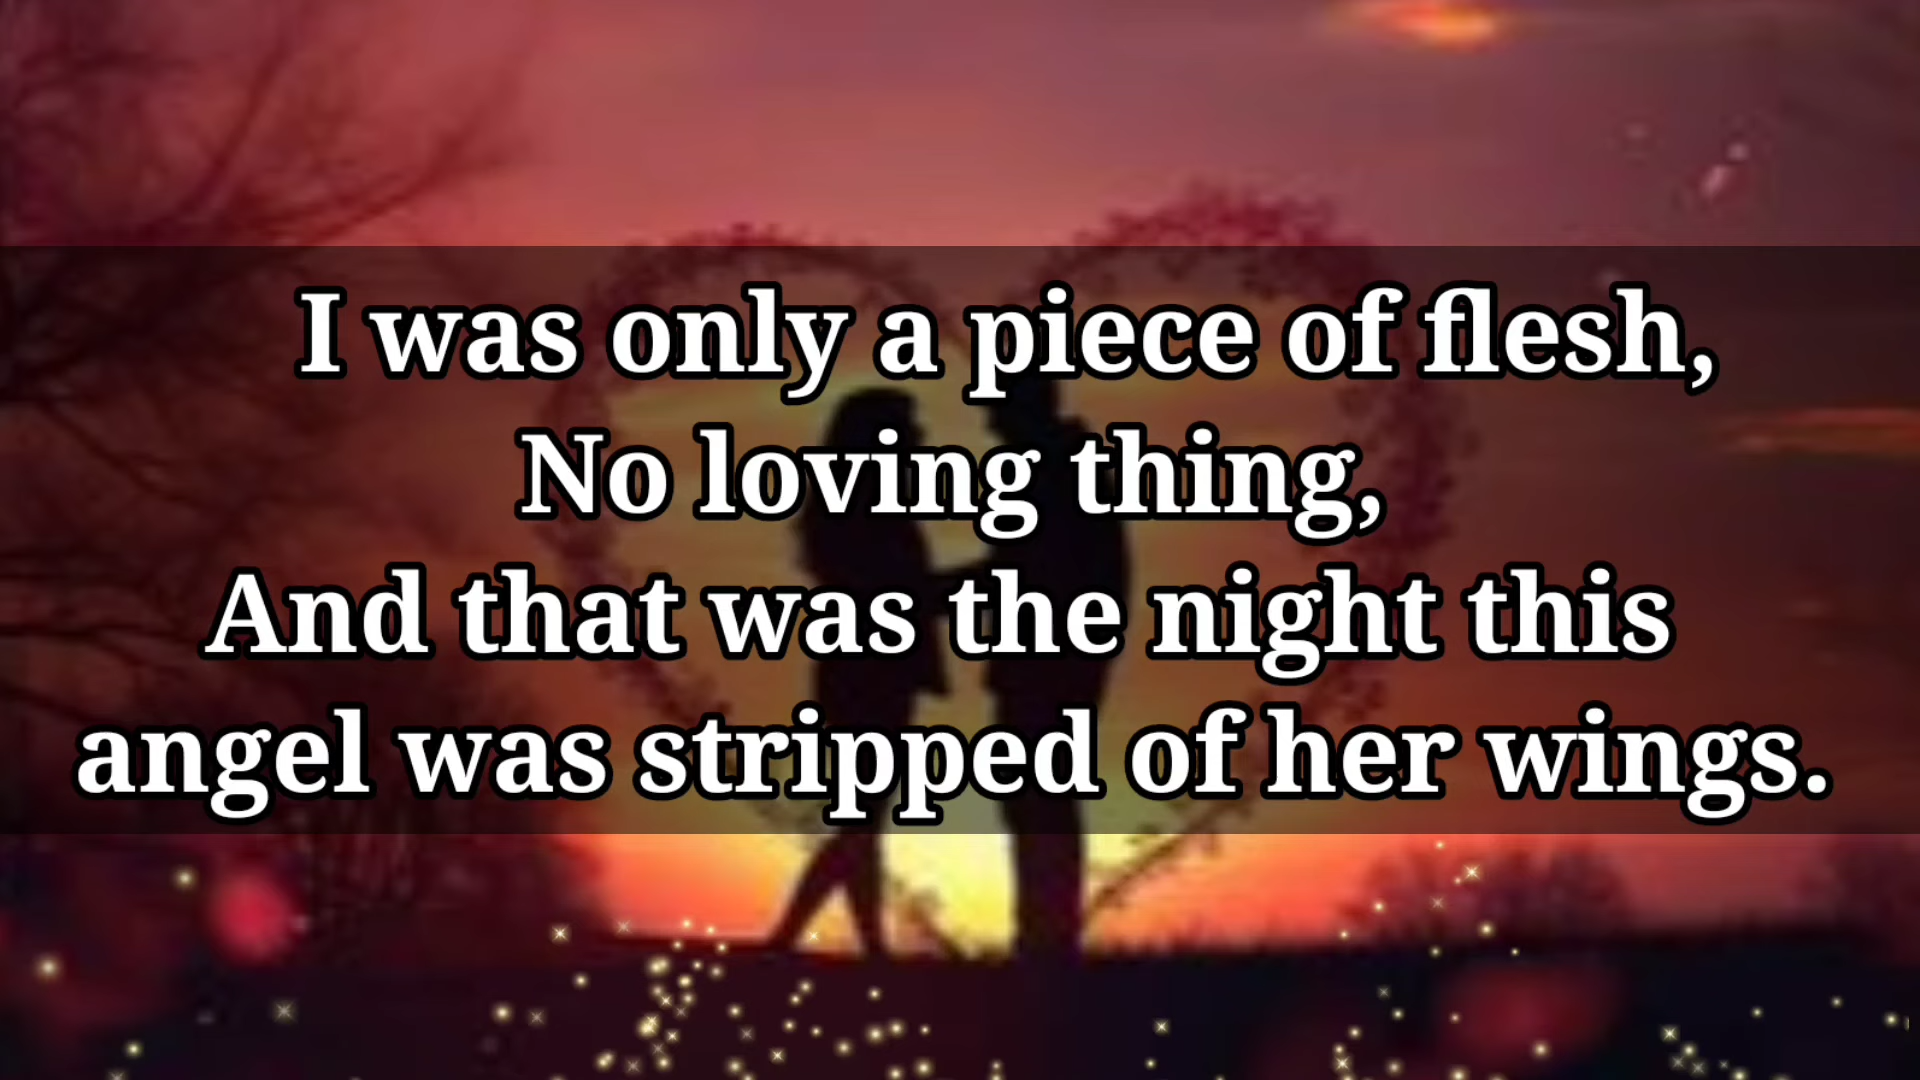 I was only a piece of flesh,
No loving thing,
And that was the night this
angel was stripped of her wings.